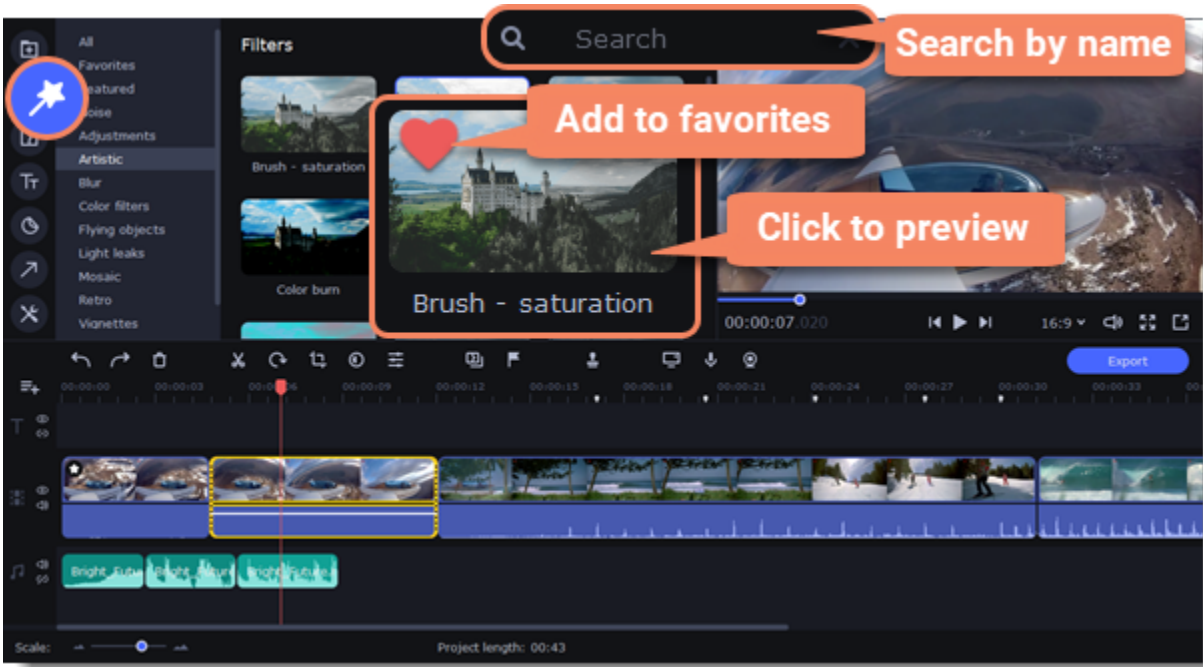 Search
Search by name
All
Filters
Favorites
Add to favorites
Adjustments
Artistic
Brush - saturation
Blur
Color filters
Click to preview
Flying objects
Light leaks
Mosaic
Color burn
Retro
Brush - saturation
Vignettes
00:00:07.020
16:9
Export
00:00:00 00:00:03 00:00:09 00:00:12 00:00:15 00:00:18 00:00:21 00:00:24 00:00:27 00:00:30 00:00:33
Scale:
Project length: 00:43